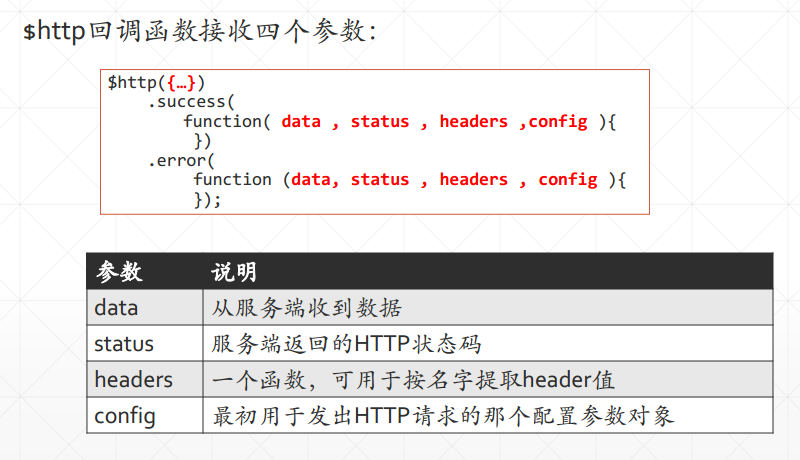 $http回调函数接收四个参数：
$http({…})
.success(
function( data , status , headers ,config ){
})
.error(
function (data, status , headers , config ){
});
参数 说明
data 从服务端收到数据
status 服务端返回的HTTP状态码
headers 一个函数，可用于按名字提取header值
config 最初用于发出HTTP请求的那个配置参数对象